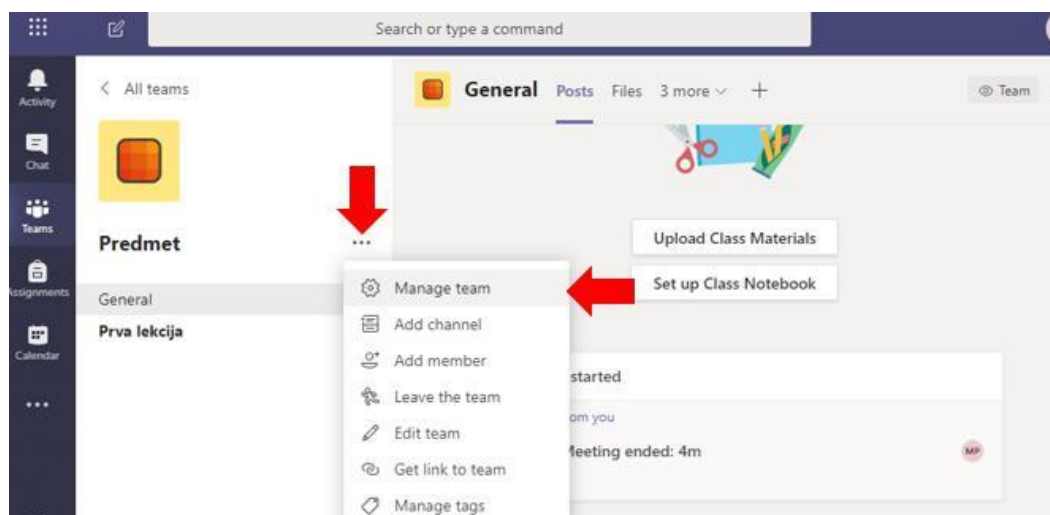 Search or type a command
Activity
Chat
Teams
Assignments
Calendar
All teams
Predmet
General
Prva lekcija
Manage team
Add channel
Add member
Leave the team
Edit team
Get link to team
Manage tags
General Posts Files 3 more
Team
Upload Class Materials
Set up Class Notebook
started
om you
Meeting ended: 4m
MP